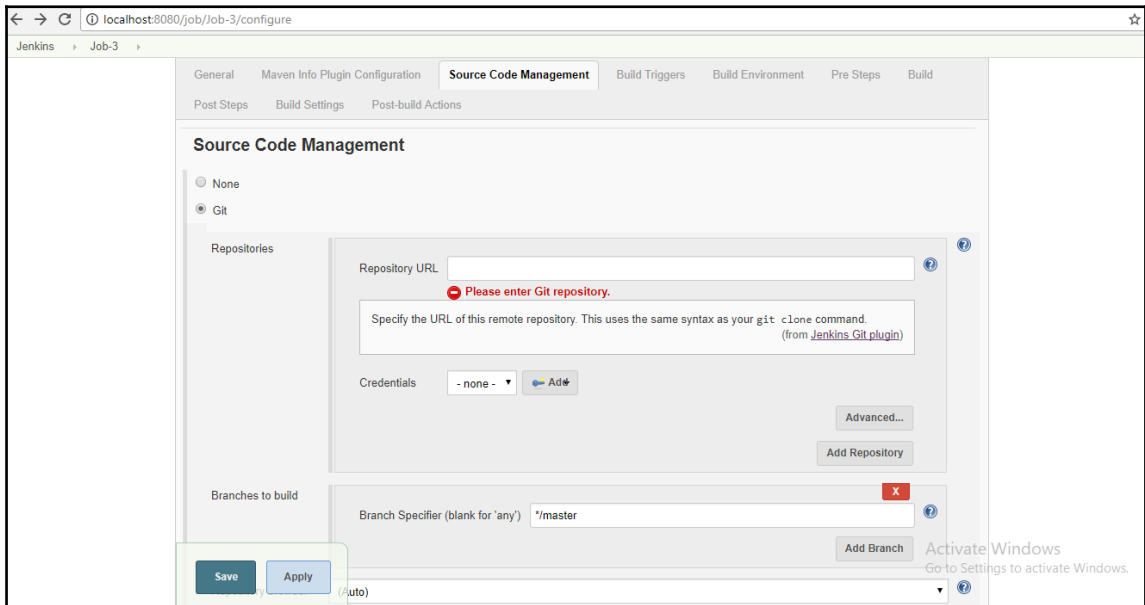 localhost:8080/job/Job-3/configure
Jenkins Job-3
General Maven Info Plugin Configuration Source Code Management Build Triggers Build Environment Pre Steps Build
Post Steps Build Settings Post-build Actions
Source Code Management
None
Git
Repositories
Repository URL
Please enter Git repository.
Specify the URL of this remote repository. This uses the same syntax as your git clone command.
(from Jenkins Git plugin)
Credentials - none - Add
Advanced...
Add Repository
Branches to build
X
Branch Specifier (blank for 'any') */master
Add Branch
Activate Windows
Go to Settings to activate Windows.
Save Apply
(Auto)